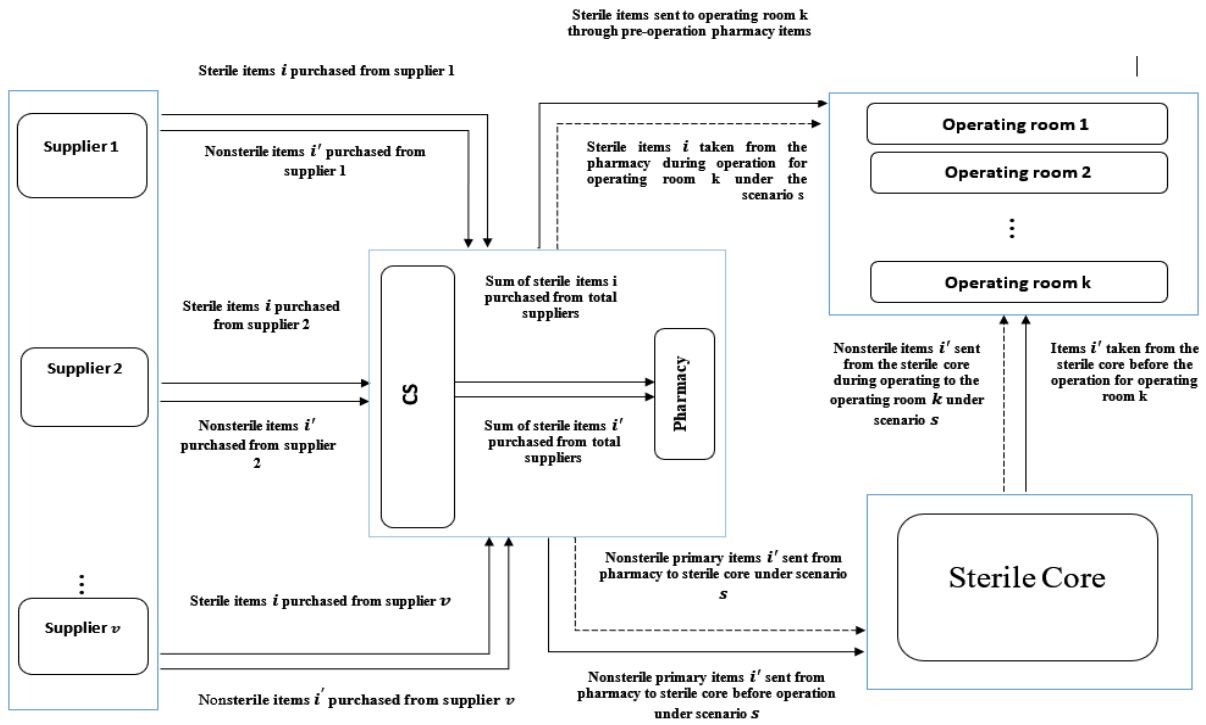 Sterile items sent to operating room k
through pre-operation pharmacy items
Sterile items i purchased from supplier 1
Supplier 1
Nonsterile items i′ purchased from
supplier 1
Sterile items i taken from the
pharmacy during operation for
operating room k under the
scenario s
Operating room 1
Operating room 2
⋮
Operating room k
Sterile items i purchased
from supplier 2
Supplier 2
Nonsterile items i′
purchased from supplier
2
CS
Sum of sterile items i
purchased from total
suppliers
Pharmacy
Sum of sterile items i′
purchased from total
suppliers
Nonsterile items i′ sent
from the sterile core
during operating to the
operating room k under
scenario s
Items i′ taken from the
sterile core before the
operation for operating
room k
⋮
Supplier v
Sterile items i purchased from supplier v
Nonsterile items i′ purchased from supplier v
Nonsterile primary items i′ sent from
pharmacy to sterile core under scenario
s
Sterile Core
Nonsterile primary items i′ sent from
pharmacy to sterile core before operation
under scenario s